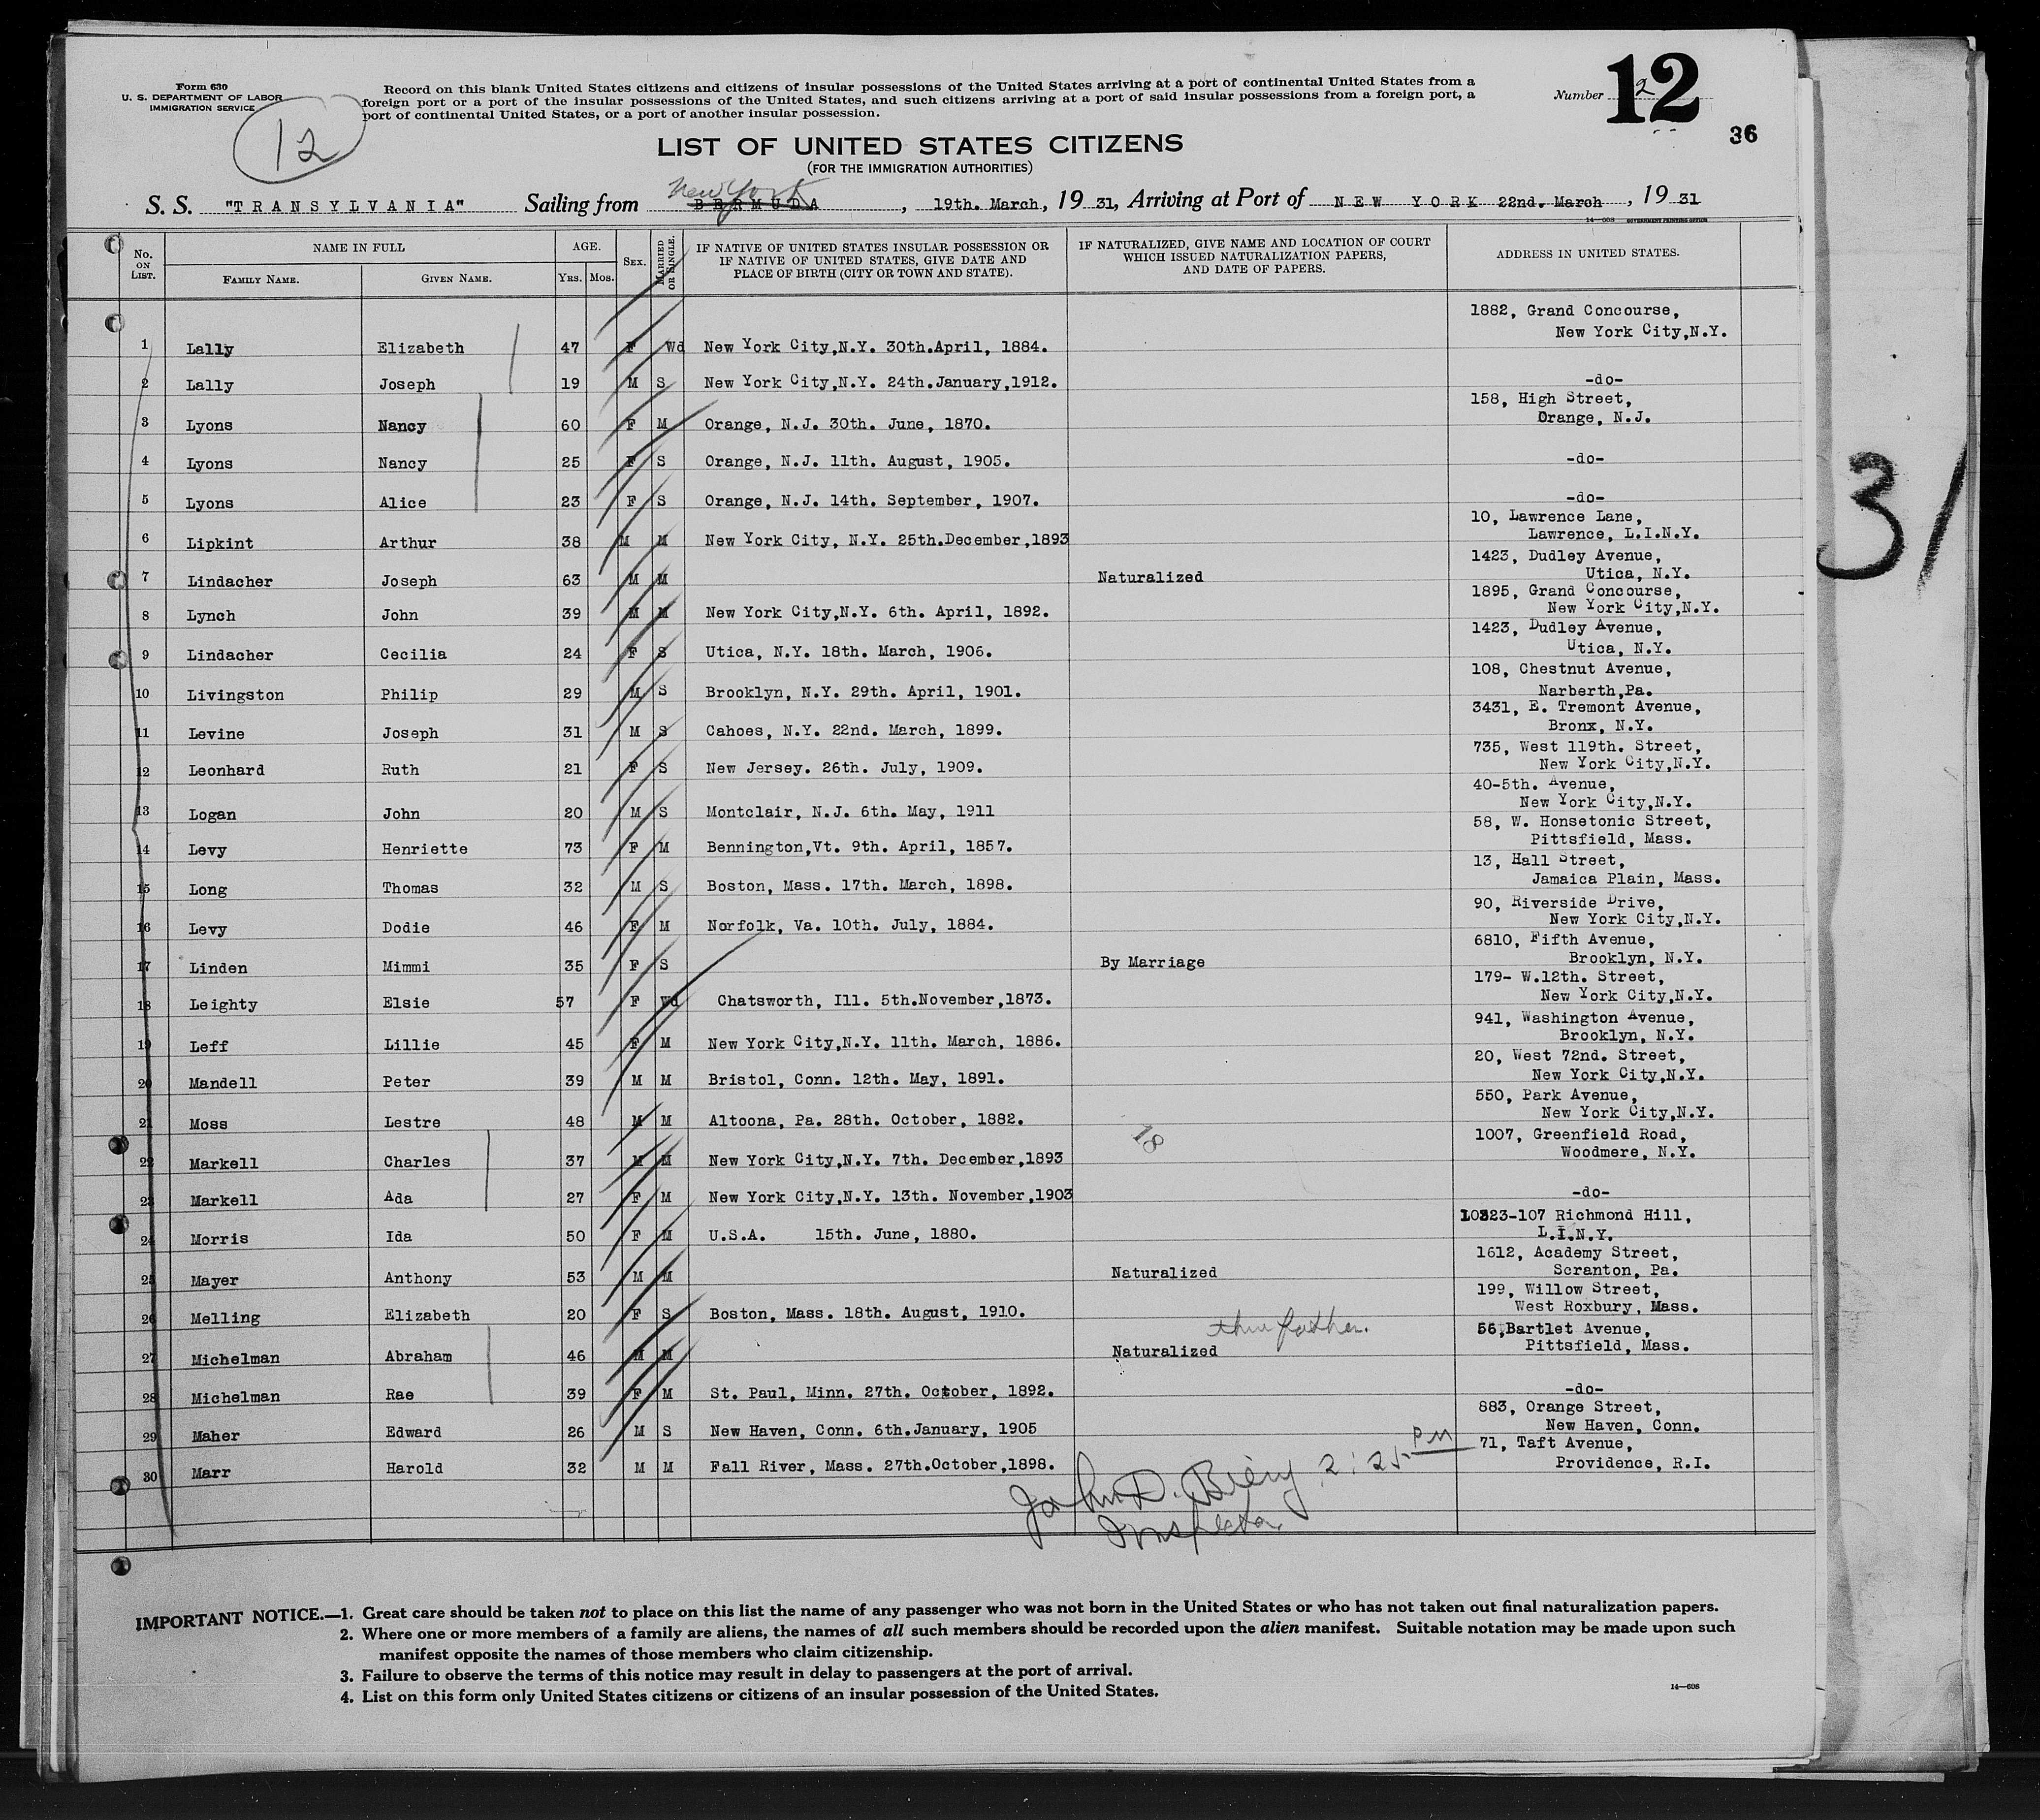 Form 630
U. S. DEPARTMENT OF LABOR
IMMIGRATION SERVICE
12
Record on this blank United States citizens and citizens of insular possessions of the United States arriving at a port of continental United States from a
foreign port or a port of the insular possessions of the United States, and such citizens arriving at a port of said insular possessions from a foreign port, a
port of continental United States, or a port of another insular possession.
Number 2
12
36
LIST OF UNITED STATES CITIZENS
(FOR THE IMMIGRATION AUTHORITIES)
New York
S. S. "TRANSYLVANIA" Sailing from BERMUDA, 19th. March, 19 31, Arriving at Port of NEW YORK 22nd. March, 19 31
14—608 GOVERNMENT PRINTING OFFICE
No. ON LIST. NAME IN FULL FAMILY NAME. GIVEN NAME. AGE. YRS. MOS. SEX. MARRIED OR SINGLE. IF NATIVE OF UNITED STATES INSULAR POSSESSION OR IF NATIVE OF UNITED STATES, GIVE DATE AND PLACE OF BIRTH (CITY OR TOWN AND STATE). IF NATURALIZED, GIVE NAME AND LOCATION OF COURT WHICH ISSUED NATURALIZATION PAPERS, AND DATE OF PAPERS. ADDRESS IN UNITED STATES.
1 Lally Elizabeth 47 F Wd New York City,N.Y. 30th.April, 1884. 1882, Grand Concourse, New York City,N.Y.
2 Lally Joseph 19 M S New York City,N.Y. 24th.January,1912. -do-
3 Lyons Nancy 60 F M Orange, N.J. 30th. June, 1870. 158, High Street, Orange, N.J.
4 Lyons Nancy 25 F S Orange, N.J. 11th. August, 1905. -do-
5 Lyons Alice 23 F S Orange, N.J. 14th. September, 1907. -do-
6 Lipkint Arthur 38 M M New York City, N.Y. 25th.December,1893 10, Lawrence Lane, Lawrence, L.I.N.Y.
7 Lindacher Joseph 63 M M Naturalized 1423, Dudley Avenue, Utica, N.Y.
8 Lynch John 39 M M New York City,N.Y. 6th. April, 1892. 1895, Grand Concourse, New York City,N.Y.
9 Lindacher Cecilia 24 F S Utica, N.Y. 18th. March, 1906. 1423, Dudley Avenue, Utica, N.Y.
10 Livingston Philip 29 M S Brooklyn, N.Y. 29th. April, 1901. 108, Chestnut Avenue, Narberth,Pa.
11 Levine Joseph 31 M S Cahoes, N.Y. 22nd. March, 1899. 3431, E. Tremont Avenue, Bronx, N.Y.
12 Leonhard Ruth 21 F S New Jersey. 26th. July, 1909. 735, West 119th. Street, New York City,N.Y.
13 Logan John 20 M S Montclair, N.J. 6th. May, 1911 40-5th. Avenue, New York City,N.Y.
14 Levy Henriette 73 F M Bennington,Vt. 9th. April, 1857. 58, W. Honsetonic Street, Pittsfield, Mass.
15 Long Thomas 32 M S Boston, Mass. 17th. March, 1898. 13, Hall Street, Jamaica Plain, Mass.
16 Levy Dodie 46 F M Norfolk, Va. 10th. July, 1884. 90, Riverside Drive, New York City,N.Y.
17 Linden Mimmi 35 F S By Marriage 6810, Fifth Avenue, Brooklyn, N.Y.
18 Leighty Elsie 57 F Wd Chatsworth, Ill. 5th.November,1873. 179- W.12th. Street, New York City,N.Y.
19 Leff Lillie 45 F M New York City,N.Y. 11th. March, 1886. 941, Washington Avenue, Brooklyn, N.Y.
20 Mandell Peter 39 M M Bristol, Conn. 12th. May, 1891. 20, West 72nd. Street, New York City,N.Y.
21 Moss Lestre 48 M M Altoona, Pa. 28th. October, 1882. 550, Park Avenue, New York City,N.Y.
18
22 Markell Charles 37 M M New York City,N.Y. 7th. December,1893 1007, Greenfield Road, Woodmere, N.Y.
23 Markell Ada 27 F M New York City,N.Y. 13th. November,1903 -do-
24 Morris Ida 50 F M U.S.A. 15th. June, 1880. 10323-107 Richmond Hill, L.I.N.Y.
25 Mayer Anthony 53 M M Naturalized 1612, Academy Street, Scranton, Pa.
26 Melling Elizabeth 20 F S Boston, Mass. 18th. August, 1910. 199, Willow Street, West Roxbury, Mass.
thru father.
27 Michelman Abraham 46 M M Naturalized 56,Bartlet Avenue, Pittsfield, Mass.
28 Michelman Rae 39 F M St. Paul, Minn. 27th. October, 1892. -do-
29 Maher Edward 26 M S New Haven, Conn. 6th.January, 1905 883, Orange Street, New Haven, Conn.
30 Marr Harold 32 M M Fall River, Mass. 27th.October,1898. 71, Taft Avenue, Providence, R.I.
John D. 2:25 PM
Inspector
IMPORTANT NOTICE.—1. Great care should be taken not to place on this list the name of any passenger who was not born in the United States or who has not taken out final naturalization papers.
2. Where one or more members of a family are aliens, the names of all such members should be recorded upon the alien manifest. Suitable notation may be made upon such
manifest opposite the names of those members who claim citizenship.
3. Failure to observe the terms of this notice may result in delay to passengers at the port of arrival.
4. List on this form only United States citizens or citizens of an insular possession of the United States.
14—608
31